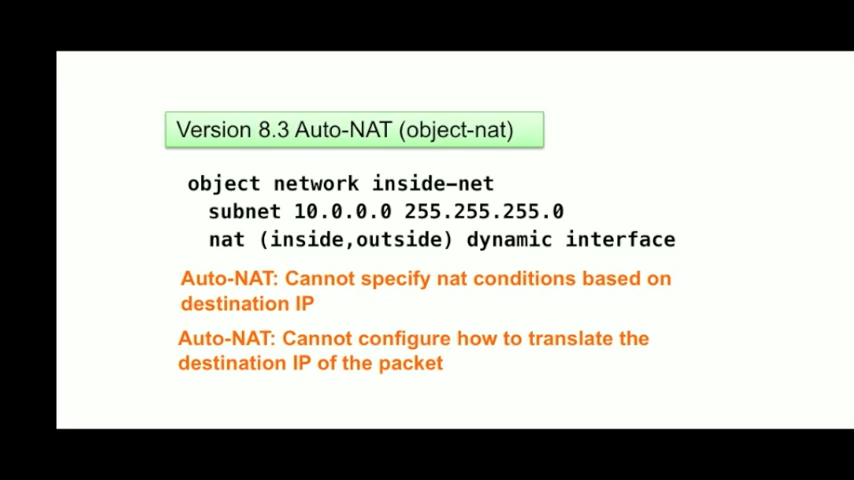 Version 8.3 Auto-NAT (object-nat)
object network inside-net
subnet 10.0.0.0 255.255.255.0
nat (inside,outside) dynamic interface
Auto-NAT: Cannot specify nat conditions based on
destination IP
Auto-NAT: Cannot configure how to translate the
destination IP of the packet